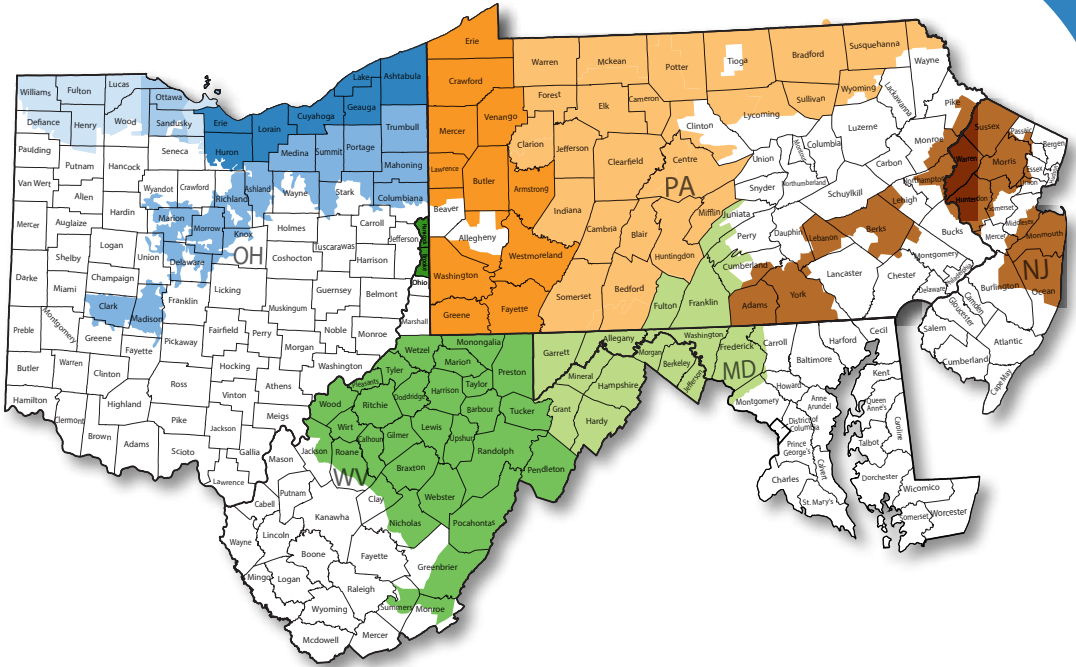 Williams
Fulton
Lucas
Ottawa
Defiance
Henry
Wood
Sandusky
Erie
Lorain
Cuyahoga
Lake
Geauga
Ashtabula
Paulding
Putnam
Hancock
Seneca
Huron
Medina
Summit
Portage
Trumbull
Mahoning
Van Wert
Allen
Wyandot
Crawford
Richland
Ashland
Wayne
Stark
Columbiana
Mercer
Auglaize
Hardin
Marion
Morrow
Knox
Holmes
Carroll
Jefferson
Logan
Union
Delaware
OH
Coshocton
Tuscarawas
Harrison
Shelby
Darke
Miami
Champaign
Clark
Madison
Franklin
Licking
Muskingum
Guernsey
Belmont
Preble
Montgomery
Greene
Fayette
Pickaway
Fairfield
Perry
Morgan
Noble
Monroe
Butler
Warren
Clinton
Ross
Hocking
Athens
Washington
Hamilton
Clermont
Highland
Vinton
Brown
Adams
Pike
Jackson
Meigs
Scioto
Gallia
Lawrence
Erie
Crawford
Mercer
Venango
Lawrence
Butler
Armstrong
Beaver
Allegheny
Westmoreland
Washington
Greene
Fayette
Warren
Mckean
Potter
Tioga
Bradford
Susquehanna
Wayne
Forest
Elk
Cameron
Sullivan
Wyoming
Lackawanna
Pike
Clarion
Jefferson
Clinton
Lycoming
Luzerne
Monroe
Clearfield
Centre
Union
Montour
Columbia
Carbon
PA
Indiana
Snyder
Northumberland
Schuylkill
Northampton
Lehigh
Cambria
Blair
Mifflin
Juniata
Perry
Dauphin
Lebanon
Berks
Bucks
Huntingdon
Cumberland
Montgomery
Somerset
Bedford
Fulton
Franklin
Adams
York
Lancaster
Chester
Delaware
Philadelphia
Sussex
Passaic
Bergen
Warren
Morris
Essex
Union
Hunterdon
Somerset
Middlesex
Mercer
Monmouth
NJ
Ocean
Burlington
Camden
Gloucester
Salem
Atlantic
Cumberland
Cape May
Ohio
Marshall
Wetzel
Monongalia
Marion
Preston
Tyler
Pleasants
Doddridge
Harrison
Taylor
Wood
Ritchie
Barbour
Tucker
Wirt
Calhoun
Gilmer
Lewis
Upshur
Randolph
Jackson
Roane
Braxton
Pendleton
WV
Mason
Putnam
Clay
Webster
Cabell
Kanawha
Nicholas
Pocahontas
Wayne
Lincoln
Boone
Fayette
Greenbrier
Mingo
Logan
Raleigh
Summers
Monroe
Wyoming
Mcdowell
Mercer
Mineral
Hampshire
Grant
Hardy
Morgan
Berkeley
Jefferson
Garrett
Allegany
Washington
Frederick
Carroll
Harford
Cecil
MD
Baltimore
Kent
Montgomery
Howard
Anne
Arundel
Queen
Anne's
District of
Columbia
Prince
George's
Talbot
Caroline
Calvert
Charles
St. Mary's
Dorchester
Wicomico
Somerset
Worcester